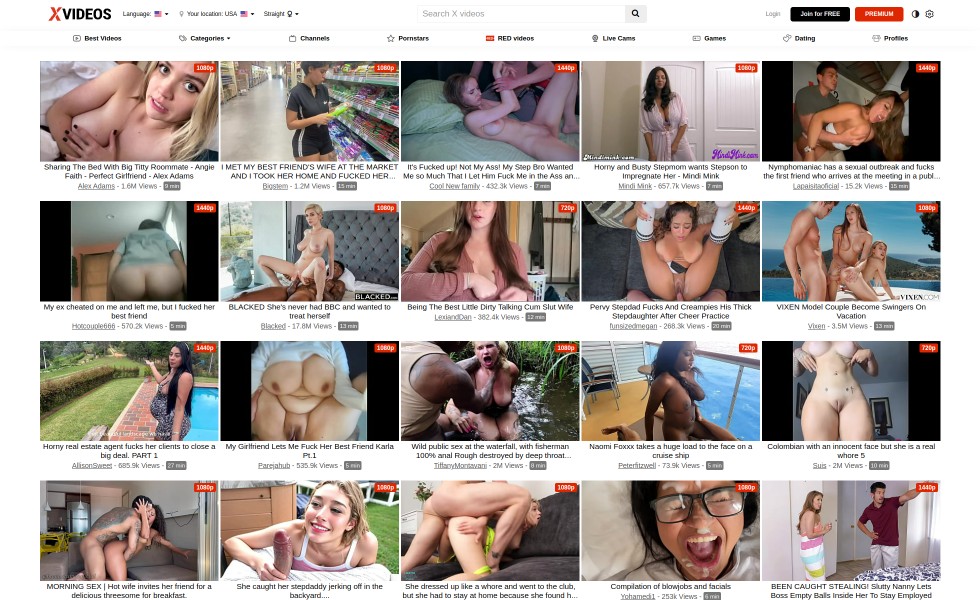 XVIDEOS
Language:
Your location: USA
Straight
Search X videos
Login
Join for FREE
PREMIUM
Best Videos
Categories
Channels
Pornstars
RED videos
Live Cams
Games
Dating
Profiles
1080p
1080p
1440p
1080p
1440p
Mindimink.com
MindiMink.com
Sharing The Bed With Big Titty Roommate - Angie
Faith - Perfect Girlfriend - Alex Adams
Alex Adams - 1.6M Views - 9 min
I MET MY BEST FRIEND'S WIFE AT THE MARKET
AND I TOOK HER HOME AND FUCKED HER...
Bigstem - 1.2M Views - 15 min
It's Fucked up! Not My Ass! My Step Bro Wanted
Me so Much That I Let Him Fuck Me in the Ass an...
Cool New family - 432.3k Views - 7 min
Horny and Busty Stepmom wants Stepson to
Impregnate Her - Mindi Mink
Mindi Mink - 657.7k Views - 7 min
Nymphomaniac has a sexual outbreak and fucks
the first friend who arrives at the meeting in a publ...
Lapaisitaoficial - 15.2k Views - 15 min
1440p
1080p
720p
1440p
1080p
BLACKED.com
VIXEN.COM
My ex cheated on me and left me, but I fucked her
best friend
Hotcouple666 - 570.2k Views - 5 min
BLACKED She's never had BBC and wanted to
treat herself
Blacked - 17.8M Views - 13 min
Being The Best Little Dirty Talking Cum Slut Wife
LexianDan - 382.4k Views - 12 min
Pervy Stepdad Fucks And Creampies His Thick
Stepdaughter After Cheer Practice
funsizedmegan - 268.3k Views - 20 min
VIXEN Model Couple Become Swingers On
Vacation
Vixen - 3.5M Views - 13 min
1440p
1080p
1080p
720p
720p
Horny real estate agent fucks her clients to close a
big deal. PART 1
AllisonSweet - 685.9k Views - 27 min
My Girlfriend Lets Me Fuck Her Best Friend Karla
Pt.1
Parejahub - 535.9k Views - 5 min
Wild public sex at the waterfall, with fisherman
100% anal Rough destroyed by deep throat...
TiffanyMontavani - 2M Views - 8 min
Naomi Foxxx takes a huge load to the face on a
cruise ship
Peterfitzwell - 73.9k Views - 5 min
Colombian with an innocent face but she is a real
whore 5
Suis - 2M Views - 10 min
1080p
1080p
1080p
1080p
1440p
MORNING SEX | Hot wife invites her friend for a
delicious threesome for breakfast.
She caught her stepdaddy jerking off in the
backyard....
She dressed up like a whore and went to the club,
but she had to stay at home because she found h...
Compilation of blowjobs and facials
Yohamedi1 - 253k Views - 6 min
BEEN CAUGHT STEALING! Slutty Nanny Lets
Boss Empty Balls Inside Her To Stay Employed